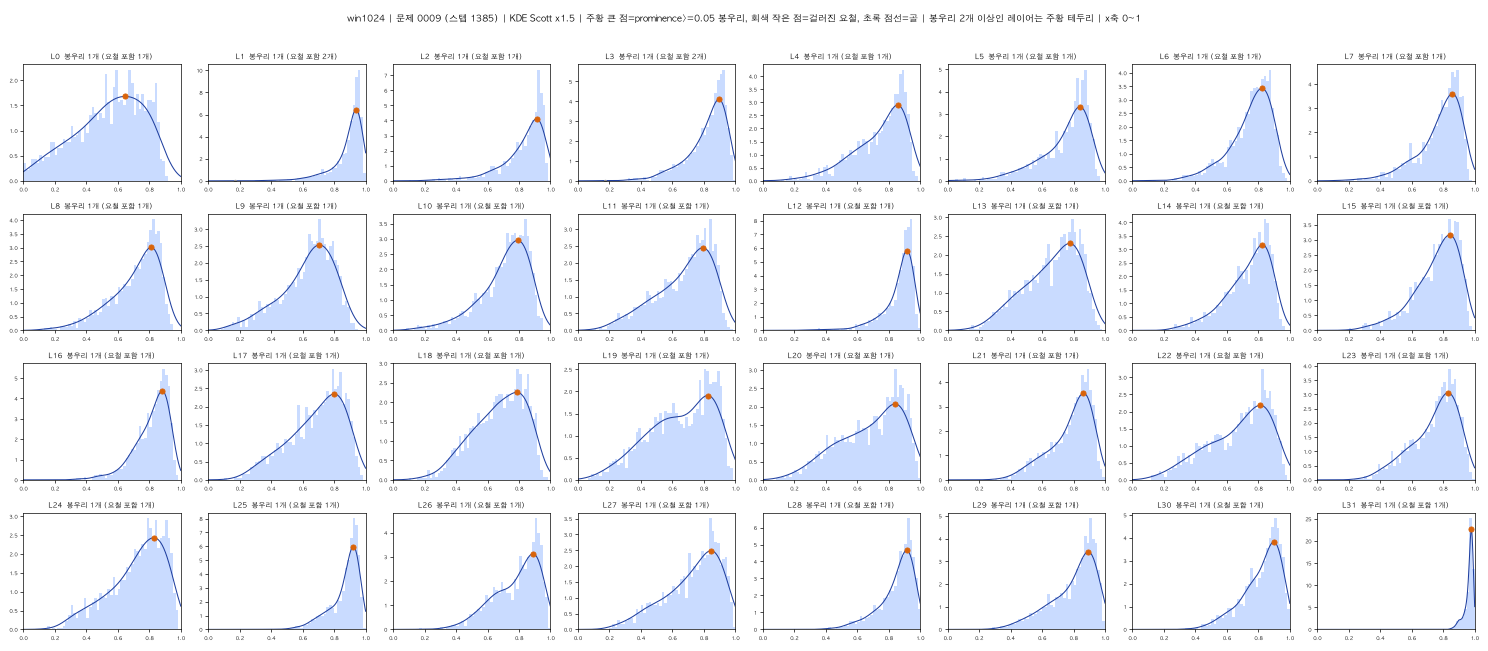 win1024 | 문제 0009 (스텝 1385) | KDE Scott x1.5 | 주황 큰 점=prominence>=0.05 봉우리, 회색 작은 점=걸러진 요철, 초록 점선=골 | 봉우리 2개 이상인 레이어는 주황 테두리 | x축 0~1
L0 봉우리 1개 (요철 포함 1개)
L1 봉우리 1개 (요철 포함 2개)
L2 봉우리 1개 (요철 포함 1개)
L3 봉우리 1개 (요철 포함 2개)
L4 봉우리 1개 (요철 포함 1개)
L5 봉우리 1개 (요철 포함 1개)
L6 봉우리 1개 (요철 포함 1개)
L7 봉우리 1개 (요철 포함 1개)
L8 봉우리 1개 (요철 포함 1개)
L9 봉우리 1개 (요철 포함 1개)
L10 봉우리 1개 (요철 포함 1개)
L11 봉우리 1개 (요철 포함 1개)
L12 봉우리 1개 (요철 포함 1개)
L13 봉우리 1개 (요철 포함 1개)
L14 봉우리 1개 (요철 포함 1개)
L15 봉우리 1개 (요철 포함 1개)
L16 봉우리 1개 (요철 포함 1개)
L17 봉우리 1개 (요철 포함 1개)
L18 봉우리 1개 (요철 포함 1개)
L19 봉우리 1개 (요철 포함 1개)
L20 봉우리 1개 (요철 포함 1개)
L21 봉우리 1개 (요철 포함 1개)
L22 봉우리 1개 (요철 포함 1개)
L23 봉우리 1개 (요철 포함 1개)
L24 봉우리 1개 (요철 포함 1개)
L25 봉우리 1개 (요철 포함 1개)
L26 봉우리 1개 (요철 포함 1개)
L27 봉우리 1개 (요철 포함 1개)
L28 봉우리 1개 (요철 포함 1개)
L29 봉우리 1개 (요철 포함 1개)
L30 봉우리 1개 (요철 포함 1개)
L31 봉우리 1개 (요철 포함 1개)